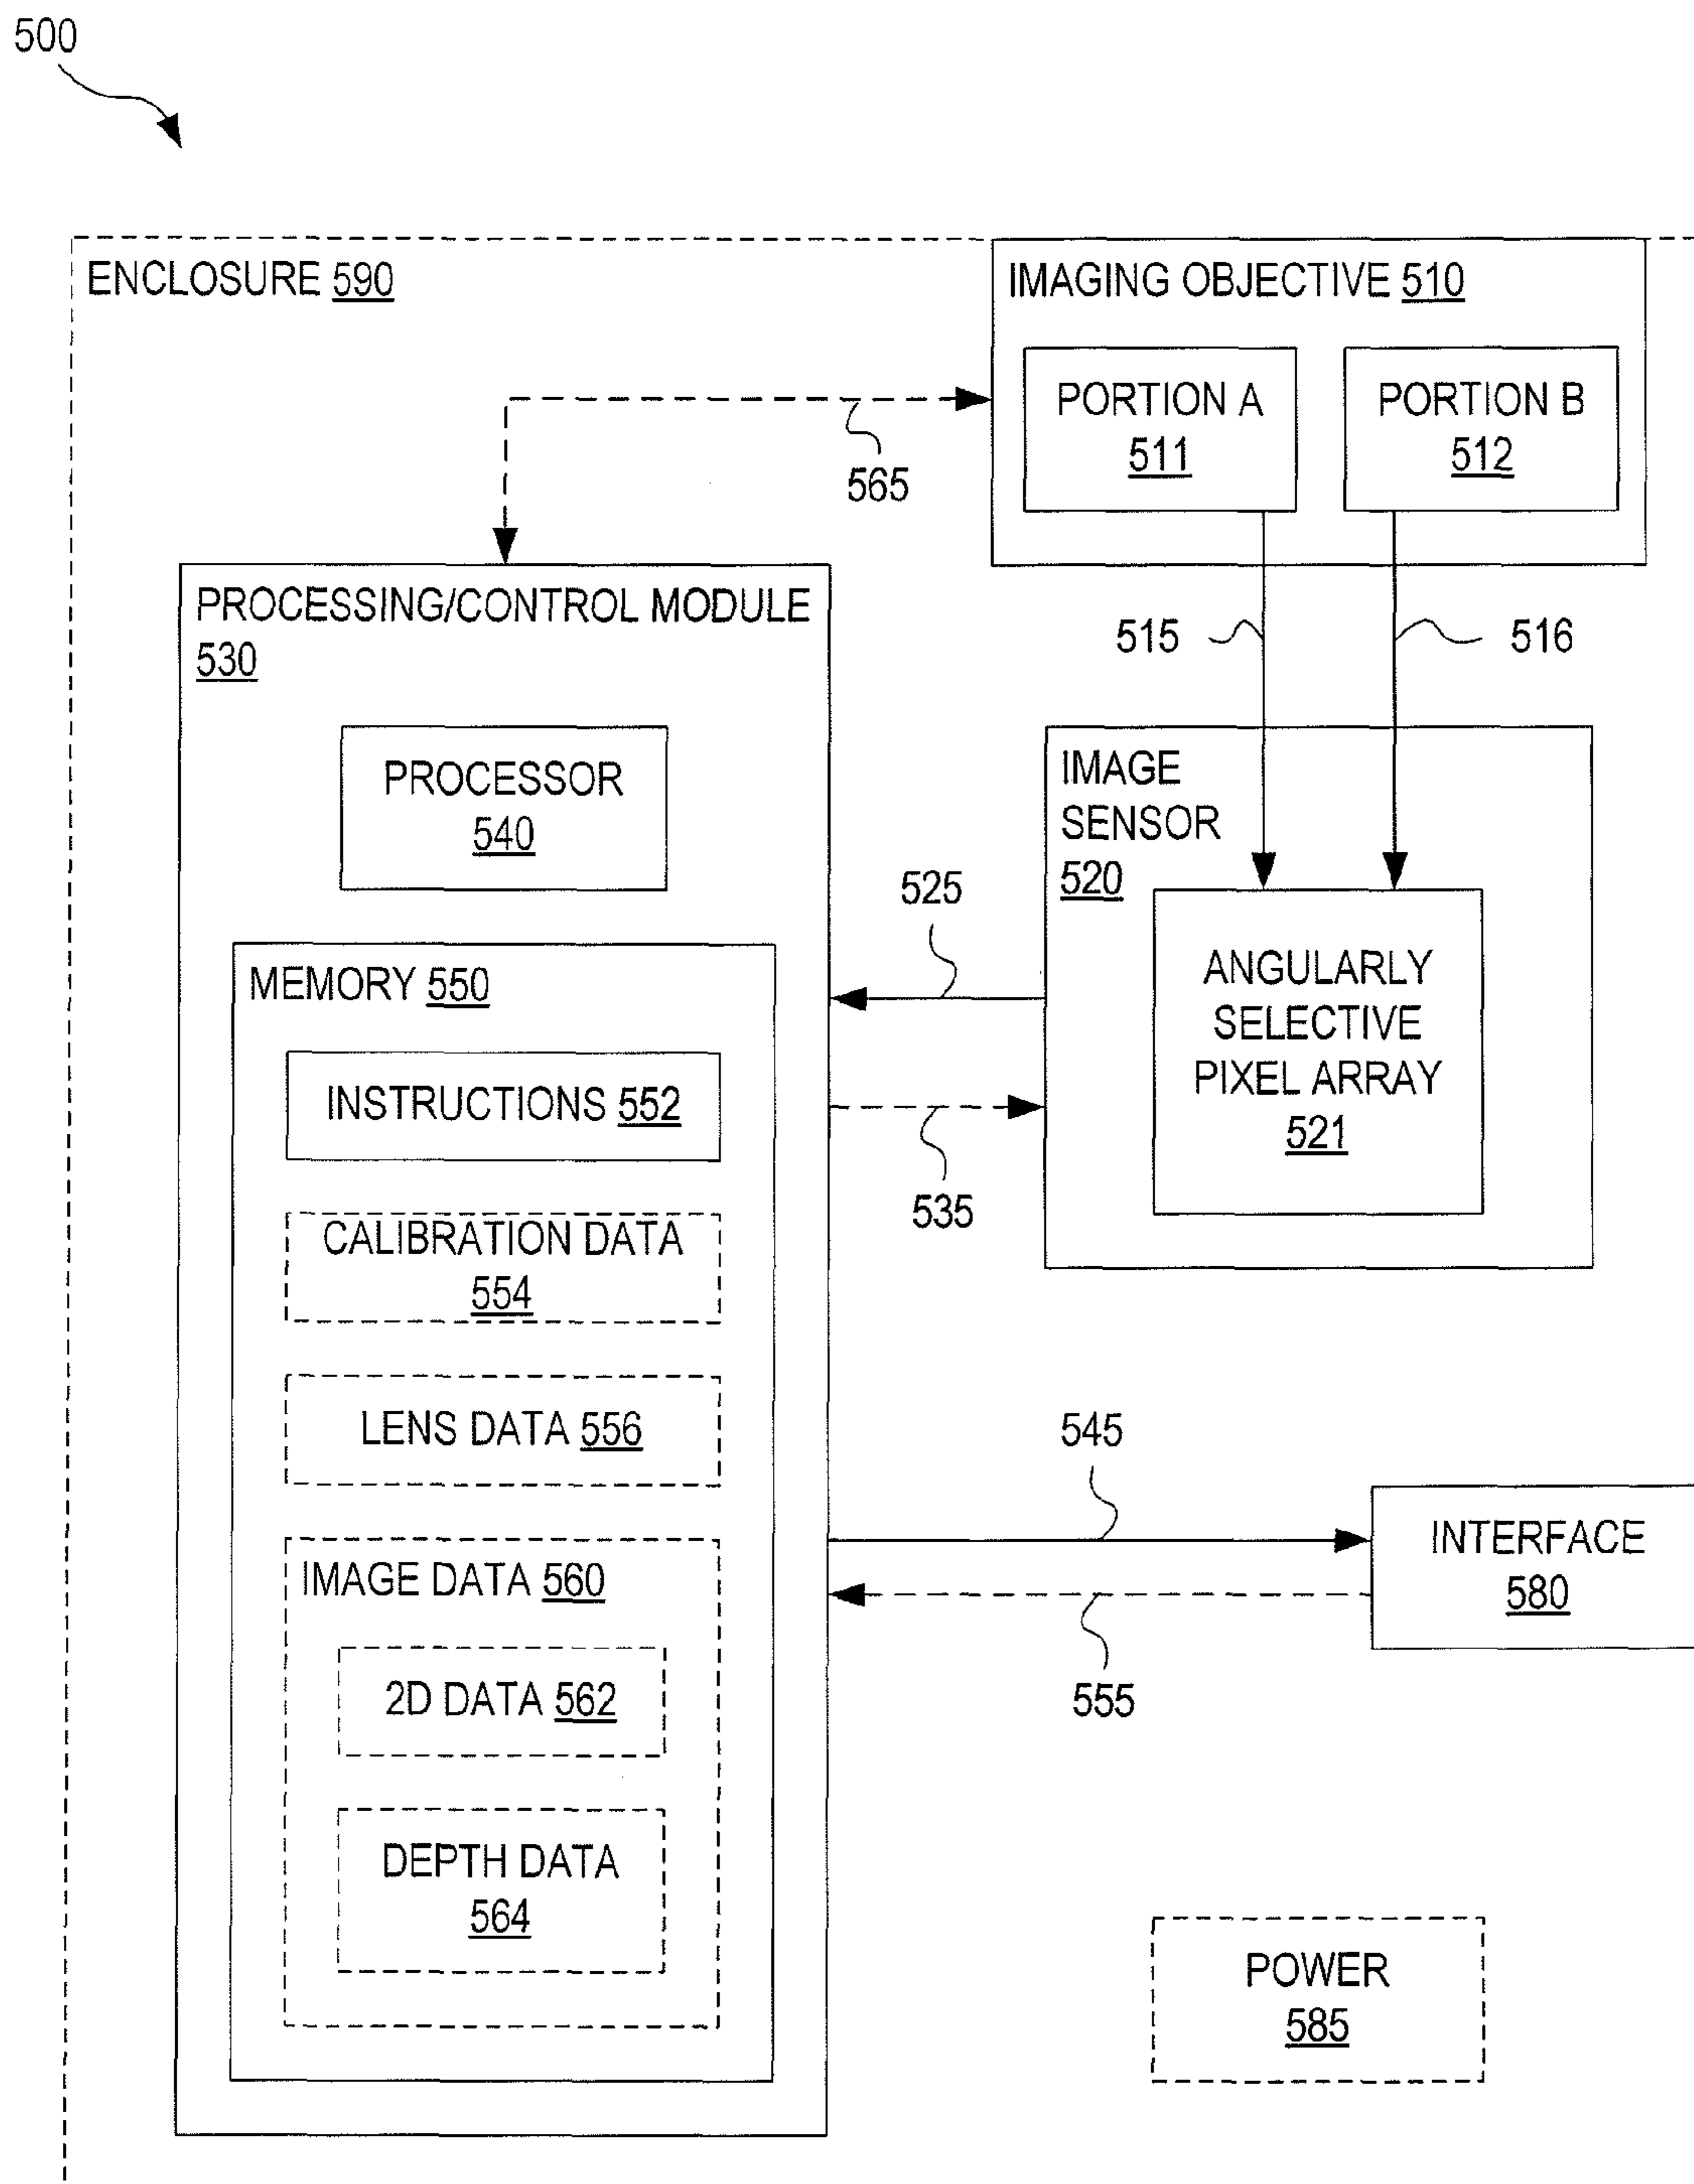 500
ENCLOSURE 590
IMAGING OBJECTIVE 510
PORTION A
511
PORTION B
512
565
PROCESSING/CONTROL MODULE
530
515
516
PROCESSOR
540
IMAGE
SENSOR
520
525
MEMORY 550
ANGULARLY
SELECTIVE
PIXEL ARRAY
521
INSTRUCTIONS 552
535
CALIBRATION DATA
554
LENS DATA 556
545
INTERFACE
580
IMAGE DATA 560
2D DATA 562
555
DEPTH DATA
564
POWER
585